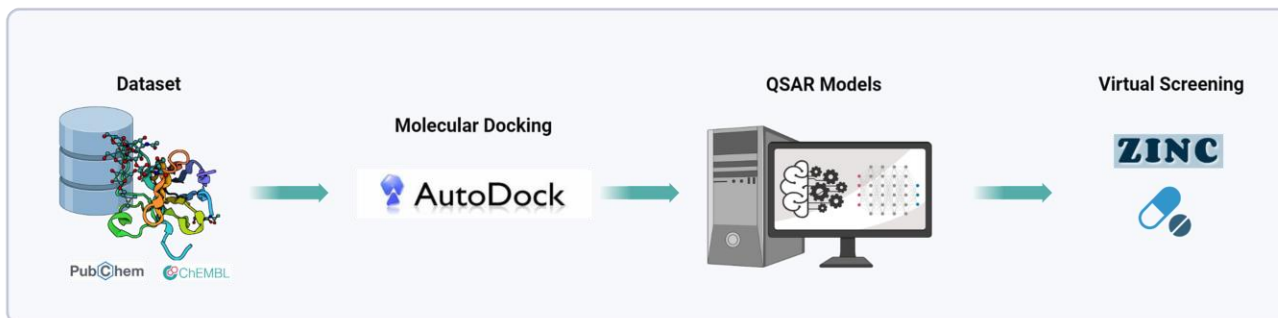 Dataset
PubChem
ChEMBL
Molecular Docking
AutoDock
QSAR Models
Virtual Screening
ZINC